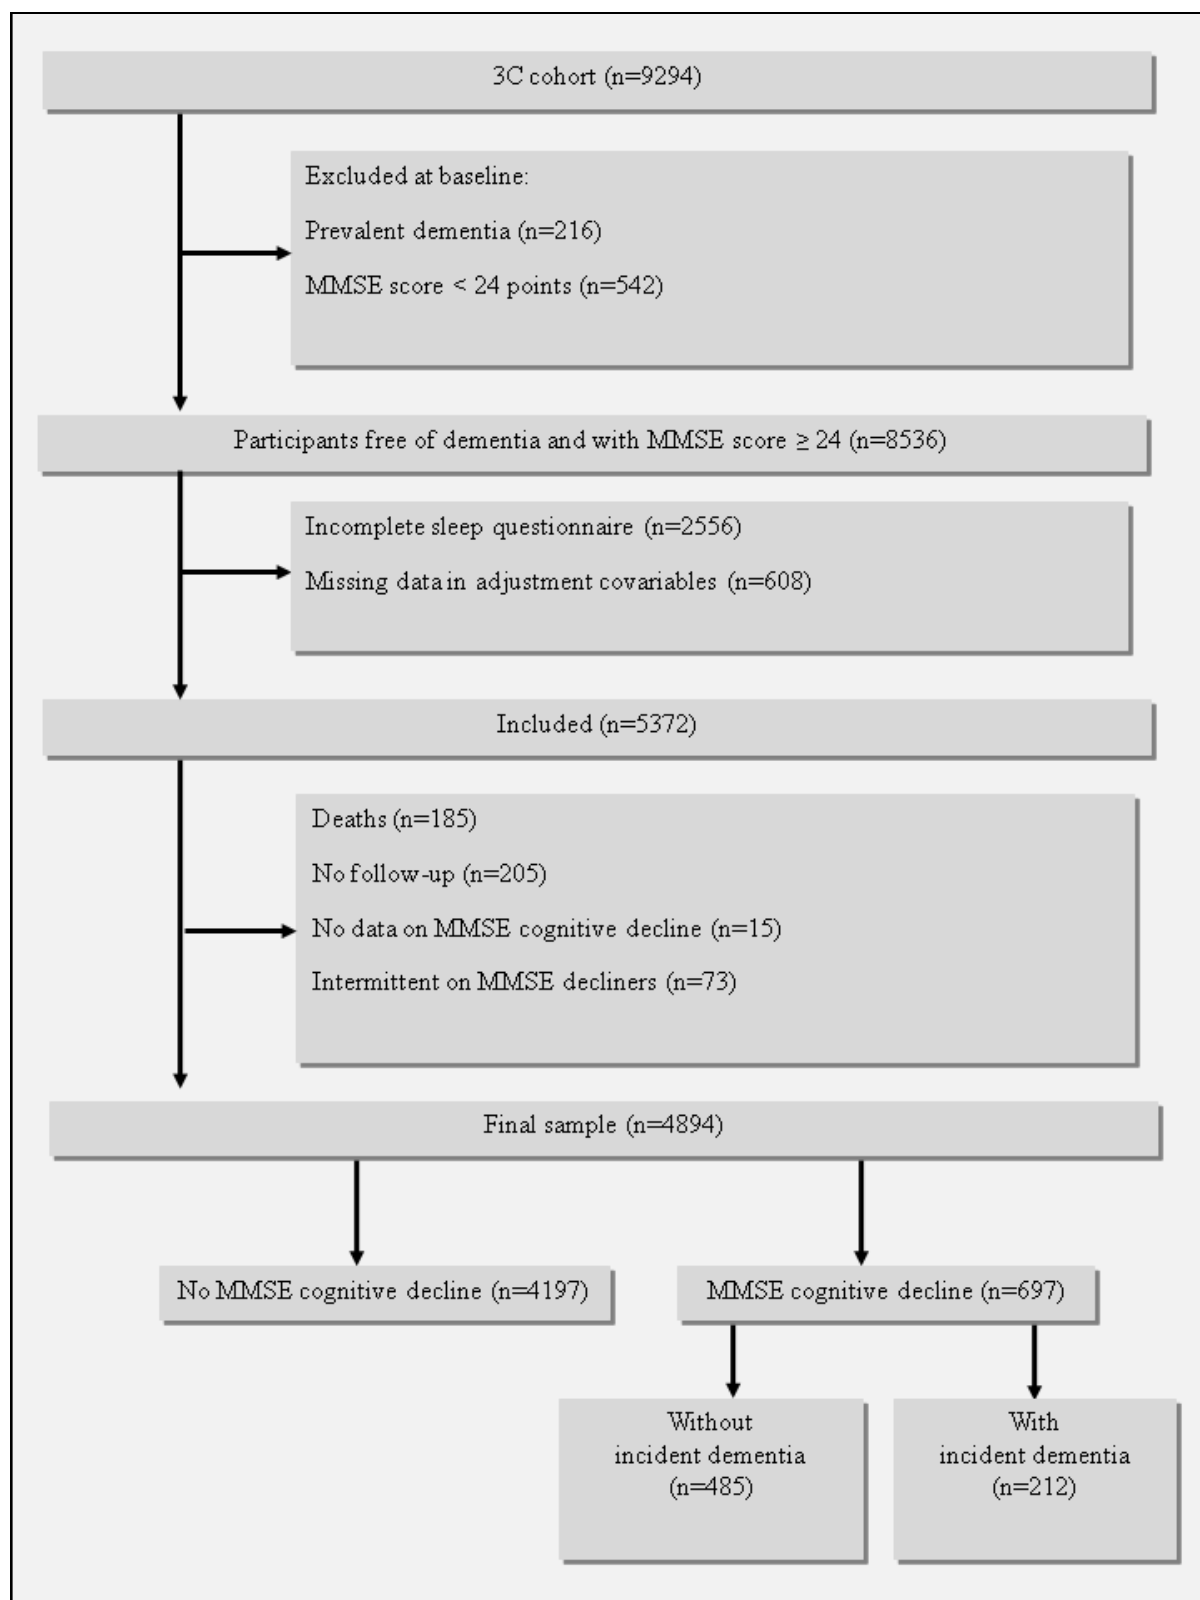 3C cohort (n=9294)
Excluded at baseline:
Prevalent dementia (n=216)
MMSE score < 24 points (n=542)
Participants free of dementia and with MMSE score ≥ 24 (n=8536)
Incomplete sleep questionnaire (n=2556)
Missing data in adjustment covariables (n=608)
Included (n=5372)
Deaths (n=185)
No follow-up (n=205)
No data on MMSE cognitive decline (n=15)
Intermittent on MMSE decliners (n=73)
Final sample (n=4894)
No MMSE cognitive decline (n=4197)
MMSE cognitive decline (n=697)
Without
incident dementia
(n=485)
With
incident dementia
(n=212)